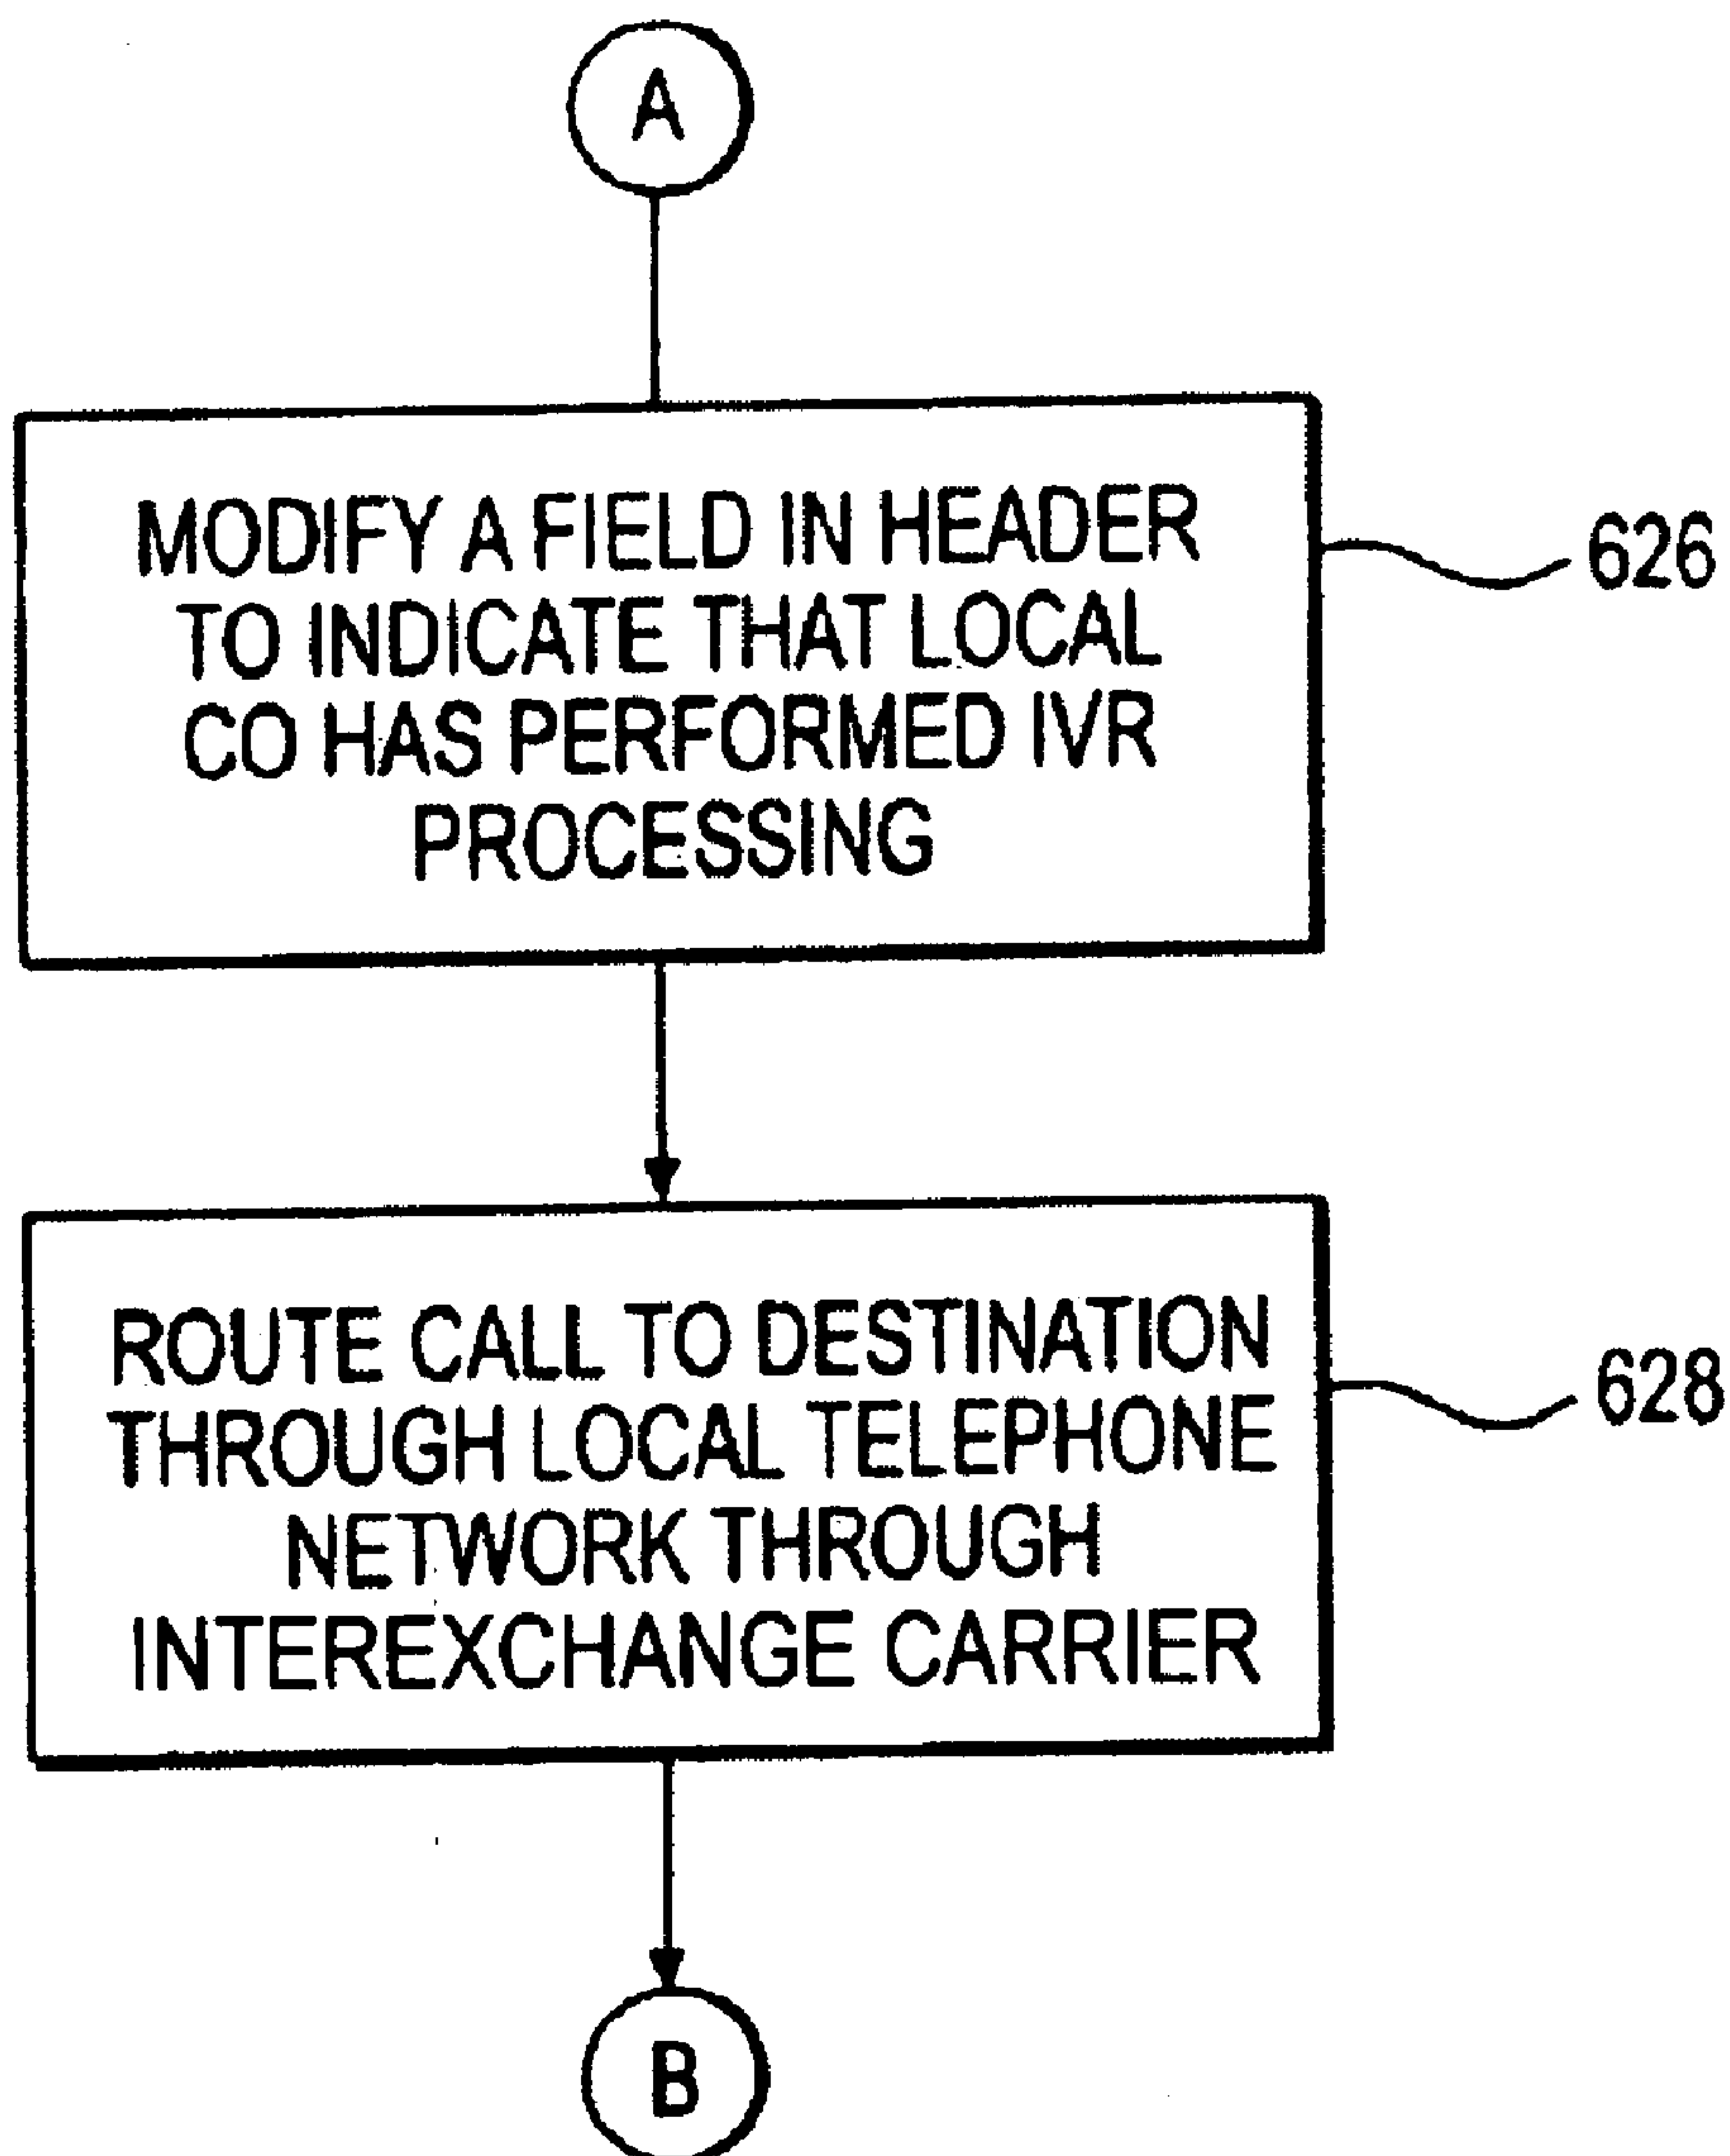 A
MODIFY A FIELD IN HEADER
TO INDICATE THAT LOCAL
CO HAS PERFORMED IVR
PROCESSING
626
ROUTE CALL TO DESTINATION
THROUGH LOCAL TELEPHONE
NETWORK THROUGH
INTEREXCHANGE CARRIER
628
B